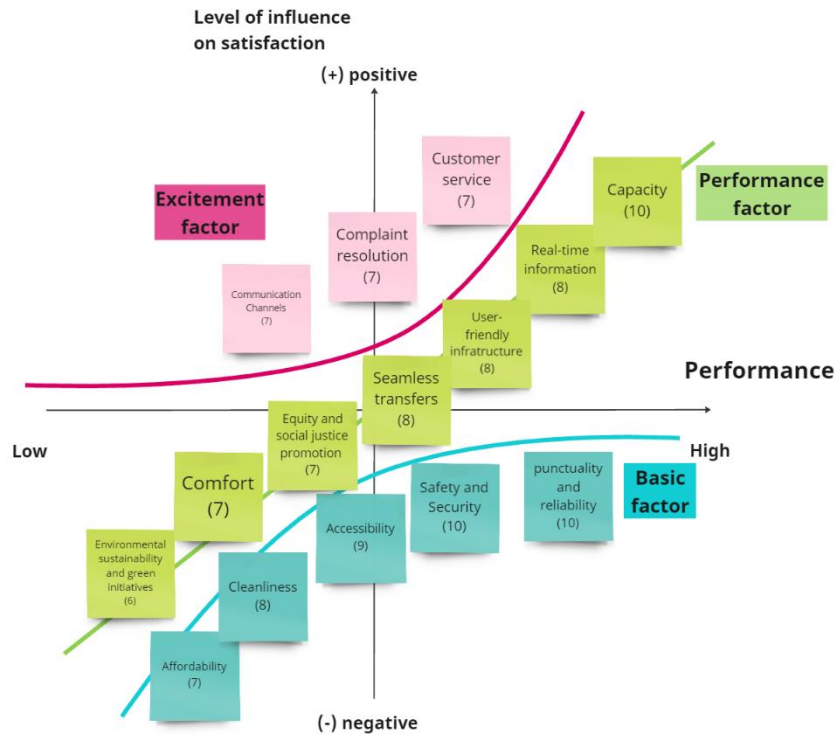 Level of influence
on satisfaction
(+) positive
Customer
service
(7)
Capacity
(10)
Performance
factor
Excitement
factor
Complaint
resolution
(7)
Real-time
information
(8)
Communication
Channels
(7)
User-
friendly
infratructure
(8)
Performance
Seamless
transfers
(8)
Equity and
social justice
promotion
(7)
Low
High
Comfort
(7)
Safety and
Security
(10)
punctuality
and
reliability
(10)
Basic
factor
Accessibility
(9)
Environmental
sustainability
and green
initiatives
(6)
Cleanliness
(8)
Affordability
(7)
(-) negative